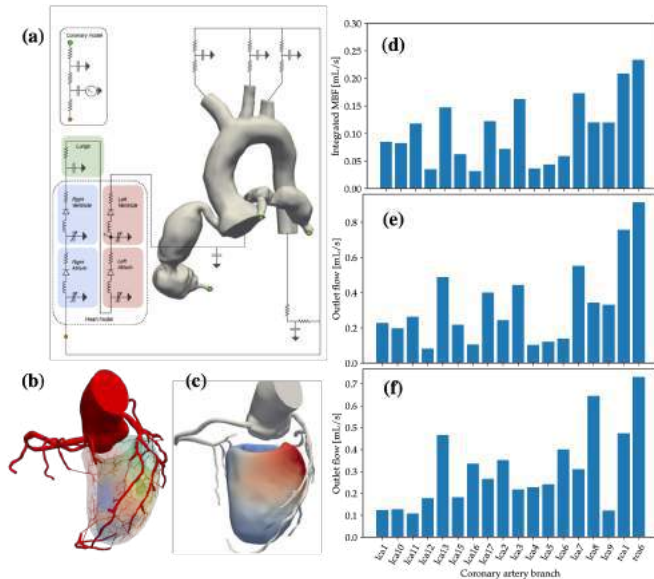 (a)
Coronary model
Lungs
Right
Ventricle
Left
Ventricle
Right
Atrium
Left
Atrium
Heart model
(b)
(c)
(d)
Integrated MBF [mL/s]
0.30
0.25
0.20
0.15
0.10
0.05
0.00
(e)
Outlet flow [mL/s]
0.8
0.6
0.4
0.2
0.0
(f)
Outlet flow [mL/s]
0.7
0.6
0.5
0.4
0.3
0.2
0.1
0.0
lca1
lca10
lca11
lca12
lca13
lca15
lca16
lca17
lca2
lca3
lca4
lca5
lca6
lca7
lca8
lca9
rca1
rca6
Coronary artery branch